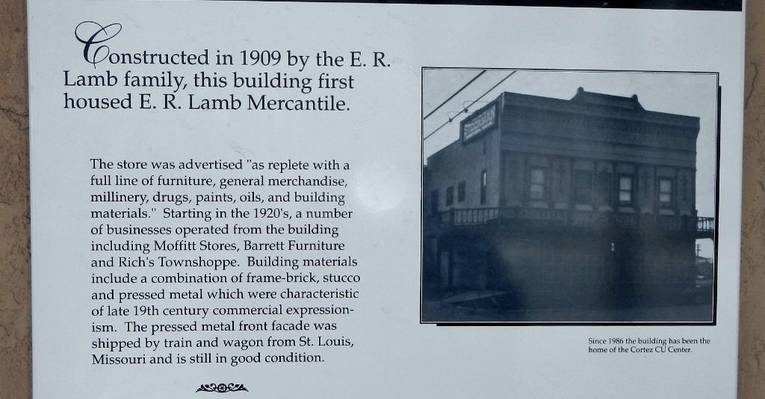 Constructed in 1909 by the E. R.
Lamb family, this building first
housed E. R. Lamb Mercantile.
The store was advertised "as replete with a
full line of furniture, general merchandise,
millinery, drugs, paints, oils, and building
materials."  Starting in the 1920's, a number
of businesses operated from the building
including Moffitt Stores, Barrett Furniture
and Rich's Townshoppe.  Building materials
include a combination of frame-brick, stucco
and pressed metal which were characteristic
of late 19th century commercial expression-
ism.  The pressed metal front facade was
shipped by train and wagon from St. Louis,
Missouri and is still in good condition.
Since 1986 the building has been the
home of the Cortez CU Center.